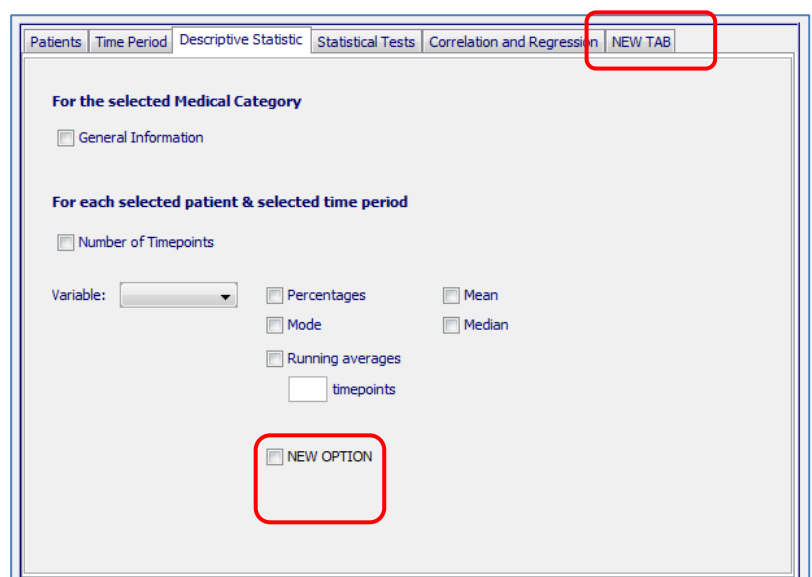 Patients Time Period Descriptive Statistic Statistical Tests Correlation and Regression NEW TAB
For the selected Medical Category
General Information
For each selected patient & selected time period
Number of Timepoints
Variable: Percentages Mean
Mode Median
Running averages
timepoints
NEW OPTION